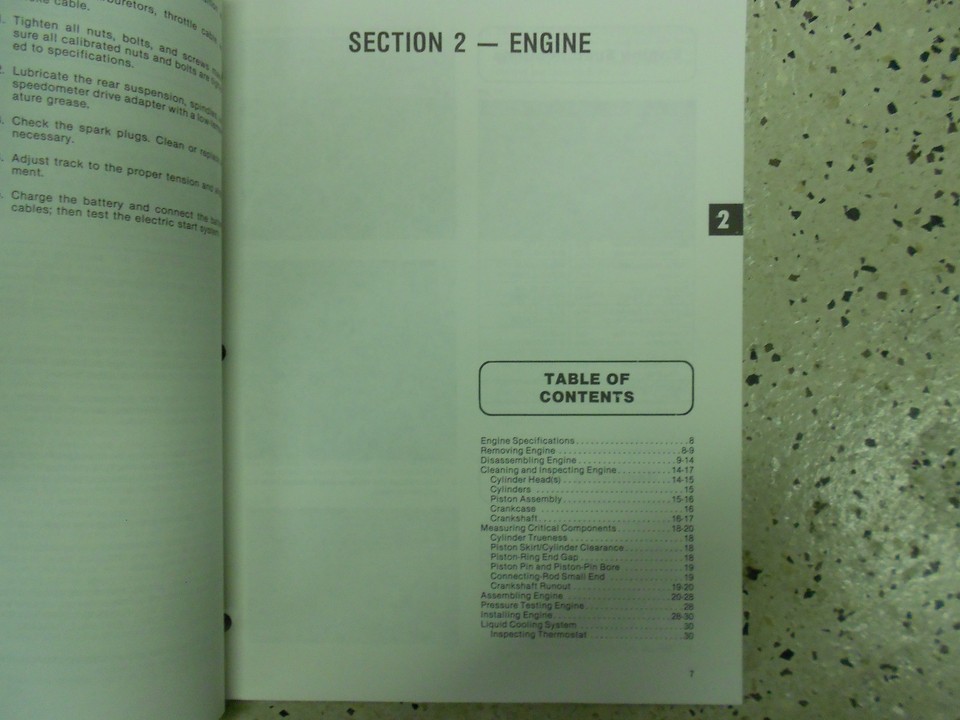 cable.
buretors, throttle cable
Tighten all nuts, bolts, and screws
sure all calibrated nuts and bolts are
ed to specifications.
Lubricate the rear suspension, spindles
speedometer drive adapter with a
ature grease.
Check the spark plugs. Clean or
necessary.
Adjust track to the proper tension and
ment.
Charge the battery and connect the
cables; then test the electric start system
SECTION 2 — ENGINE
2
TABLE OF
CONTENTS
Engine Specifications.......................8
Removing Engine.......................8-9
Disassembling Engine.......................9-14
Cleaning and Inspecting Engine.......................14-17
Cylinder Head(s).......................14-15
Cylinders.......................15
Piston Assembly.......................15-16
Crankcase.......................16
Crankshaft.......................16-17
Measuring Critical Components.......................18-20
Cylinder Trueness.......................18
Piston Skirt/Cylinder Clearance.......................18
Piston-Ring End Gap.......................18
Piston Pin and Piston-Pin Bore.......................19
Connecting-Rod Small End.......................19
Crankshaft Runout.......................19-20
Assembling Engine.......................20-28
Pressure Testing Engine.......................28
Installing Engine.......................28-30
Liquid Cooling System.......................30
Inspecting Thermostat.......................30
7